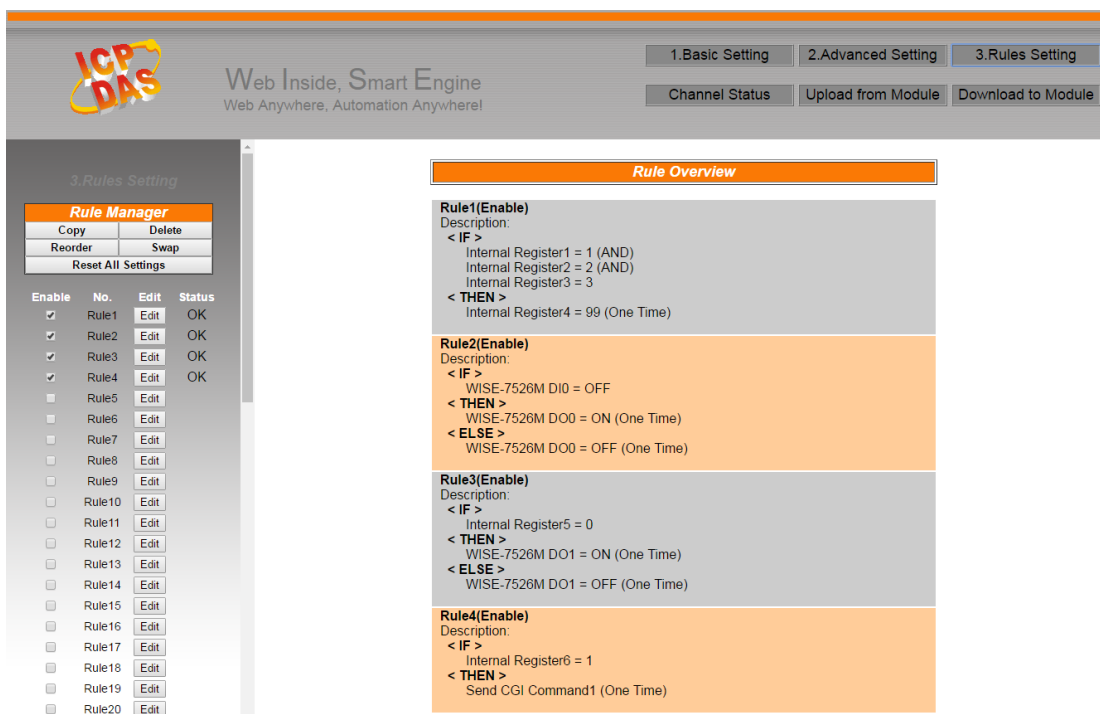 ICP
DAS
Web Inside, Smart Engine
Web Anywhere, Automation Anywhere!
1.Basic Setting 2.Advanced Setting 3.Rules Setting
Channel Status Upload from Module Download to Module
3.Rules Setting
Rule Manager
Copy Delete
Reorder Swap
Reset All Settings
Enable No. Edit Status
Rule1 Edit OK
Rule2 Edit OK
Rule3 Edit OK
Rule4 Edit OK
Rule5 Edit
Rule6 Edit
Rule7 Edit
Rule8 Edit
Rule9 Edit
Rule10 Edit
Rule11 Edit
Rule12 Edit
Rule13 Edit
Rule14 Edit
Rule15 Edit
Rule16 Edit
Rule17 Edit
Rule18 Edit
Rule19 Edit
Rule20 Edit
Rule Overview
Rule1(Enable)
Description:
< IF >
Internal Register1 = 1 (AND)
Internal Register2 = 2 (AND)
Internal Register3 = 3
< THEN >
Internal Register4 = 99 (One Time)
Rule2(Enable)
Description:
< IF >
WISE-7526M DI0 = OFF
< THEN >
WISE-7526M DO0 = ON (One Time)
< ELSE >
WISE-7526M DO0 = OFF (One Time)
Rule3(Enable)
Description:
< IF >
Internal Register5 = 0
< THEN >
WISE-7526M DO1 = ON (One Time)
< ELSE >
WISE-7526M DO1 = OFF (One Time)
Rule4(Enable)
Description:
< IF >
Internal Register6 = 1
< THEN >
Send CGI Command1 (One Time)